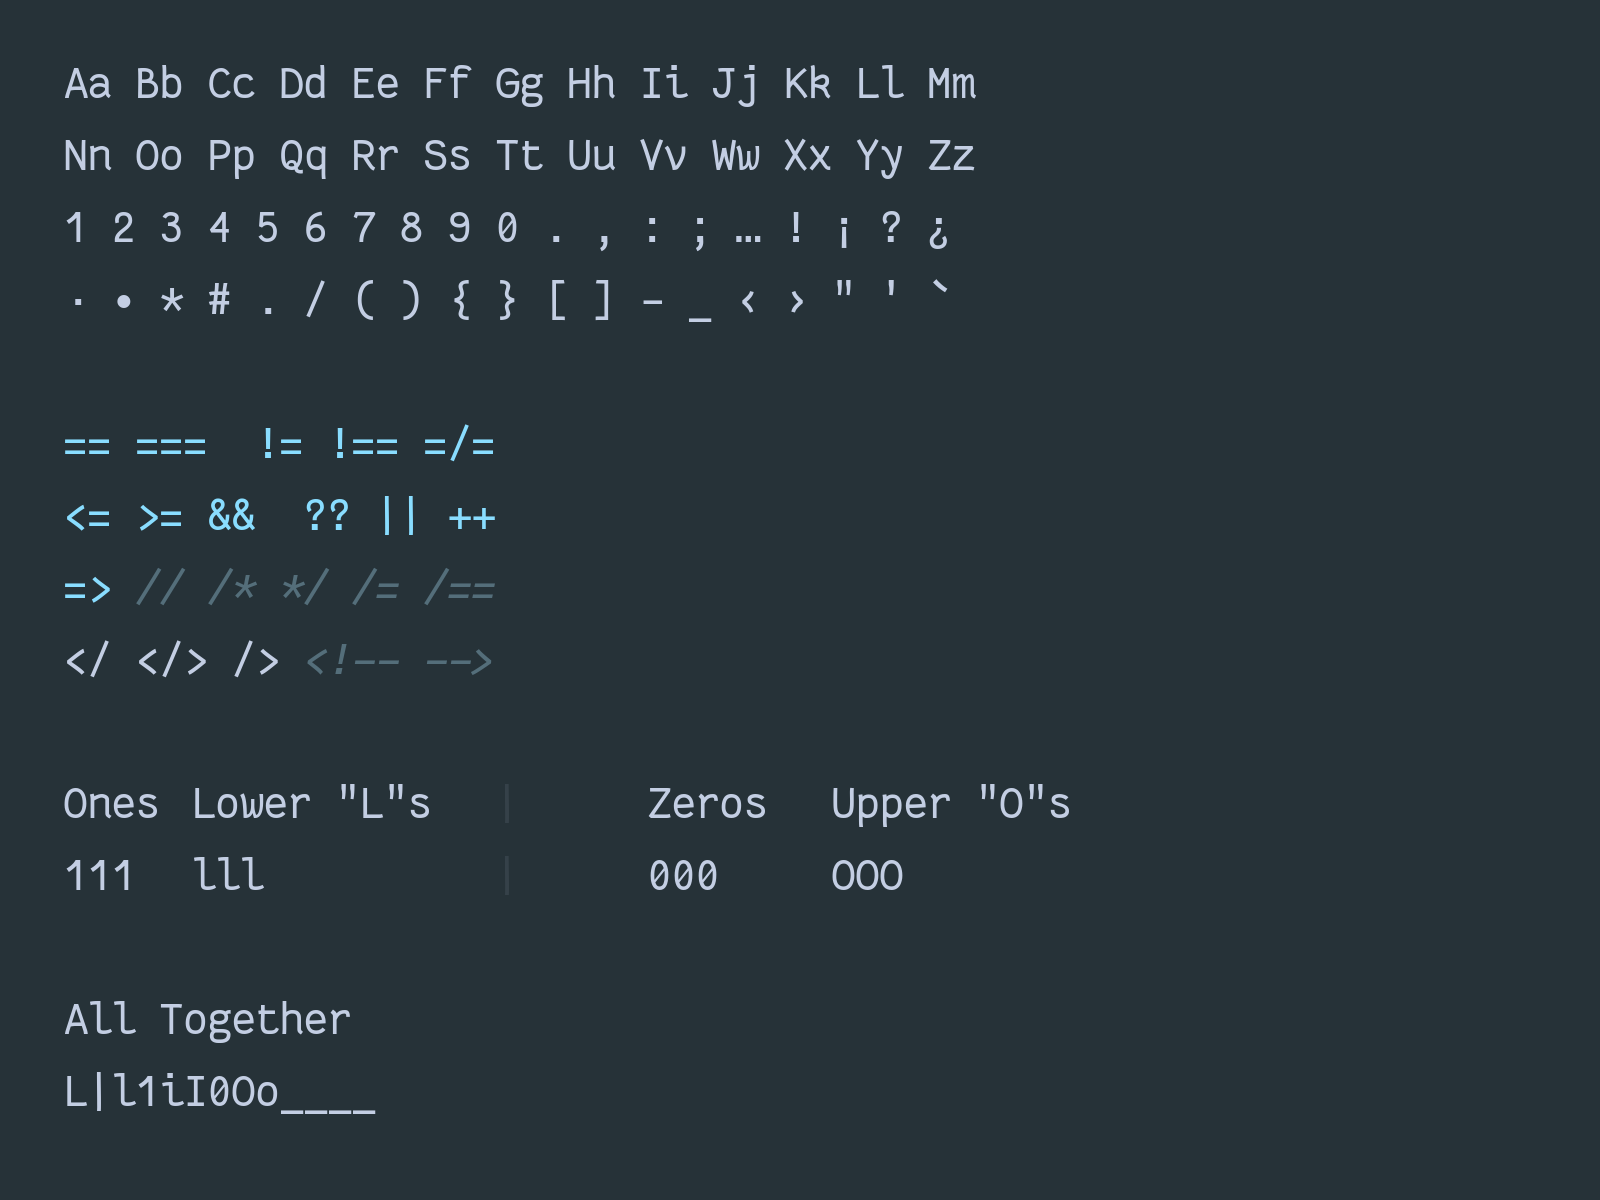 Aa Bb Cc Dd Ee Ff Gg Hh Ii Jj Kk Ll Mm
Nn Oo Pp Qq Rr Ss Tt Uu Vv Ww Xx Yy Zz
1 2 3 4 5 6 7 8 9 0 . , : ; … ! ¡ ? ¿
· • * # . / ( ) { } [ ] – _ ‹ › " ' `
== ===  != !== =/=
<= >= &&  ?? || ++
=> // /* */ /= /==
</ </> /> <!-- -->
Ones Lower "L"s | Zeros Upper "O"s
111 lll | 000 OOO
All Together
L|l1iI0Oo____